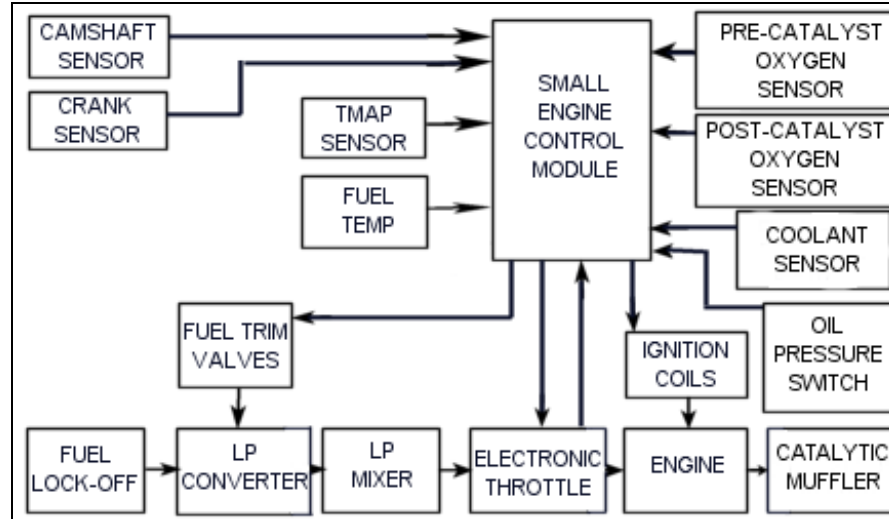 CAMSHAFT
SENSOR
CRANK
SENSOR
TMAP
SENSOR
FUEL
TEMP
SMALL
ENGINE
CONTROL
MODULE
PRE-CATALYST
OXYGEN
SENSOR
POST-CATALYST
OXYGEN
SENSOR
COOLANT
SENSOR
OIL
PRESSURE
SWITCH
FUEL TRIM
VALVES
IGNITION
COILS
FUEL
LOCK-OFF
LP
CONVERTER
LP
MIXER
ELECTRONIC
THROTTLE
ENGINE
CATALYTIC
MUFFLER